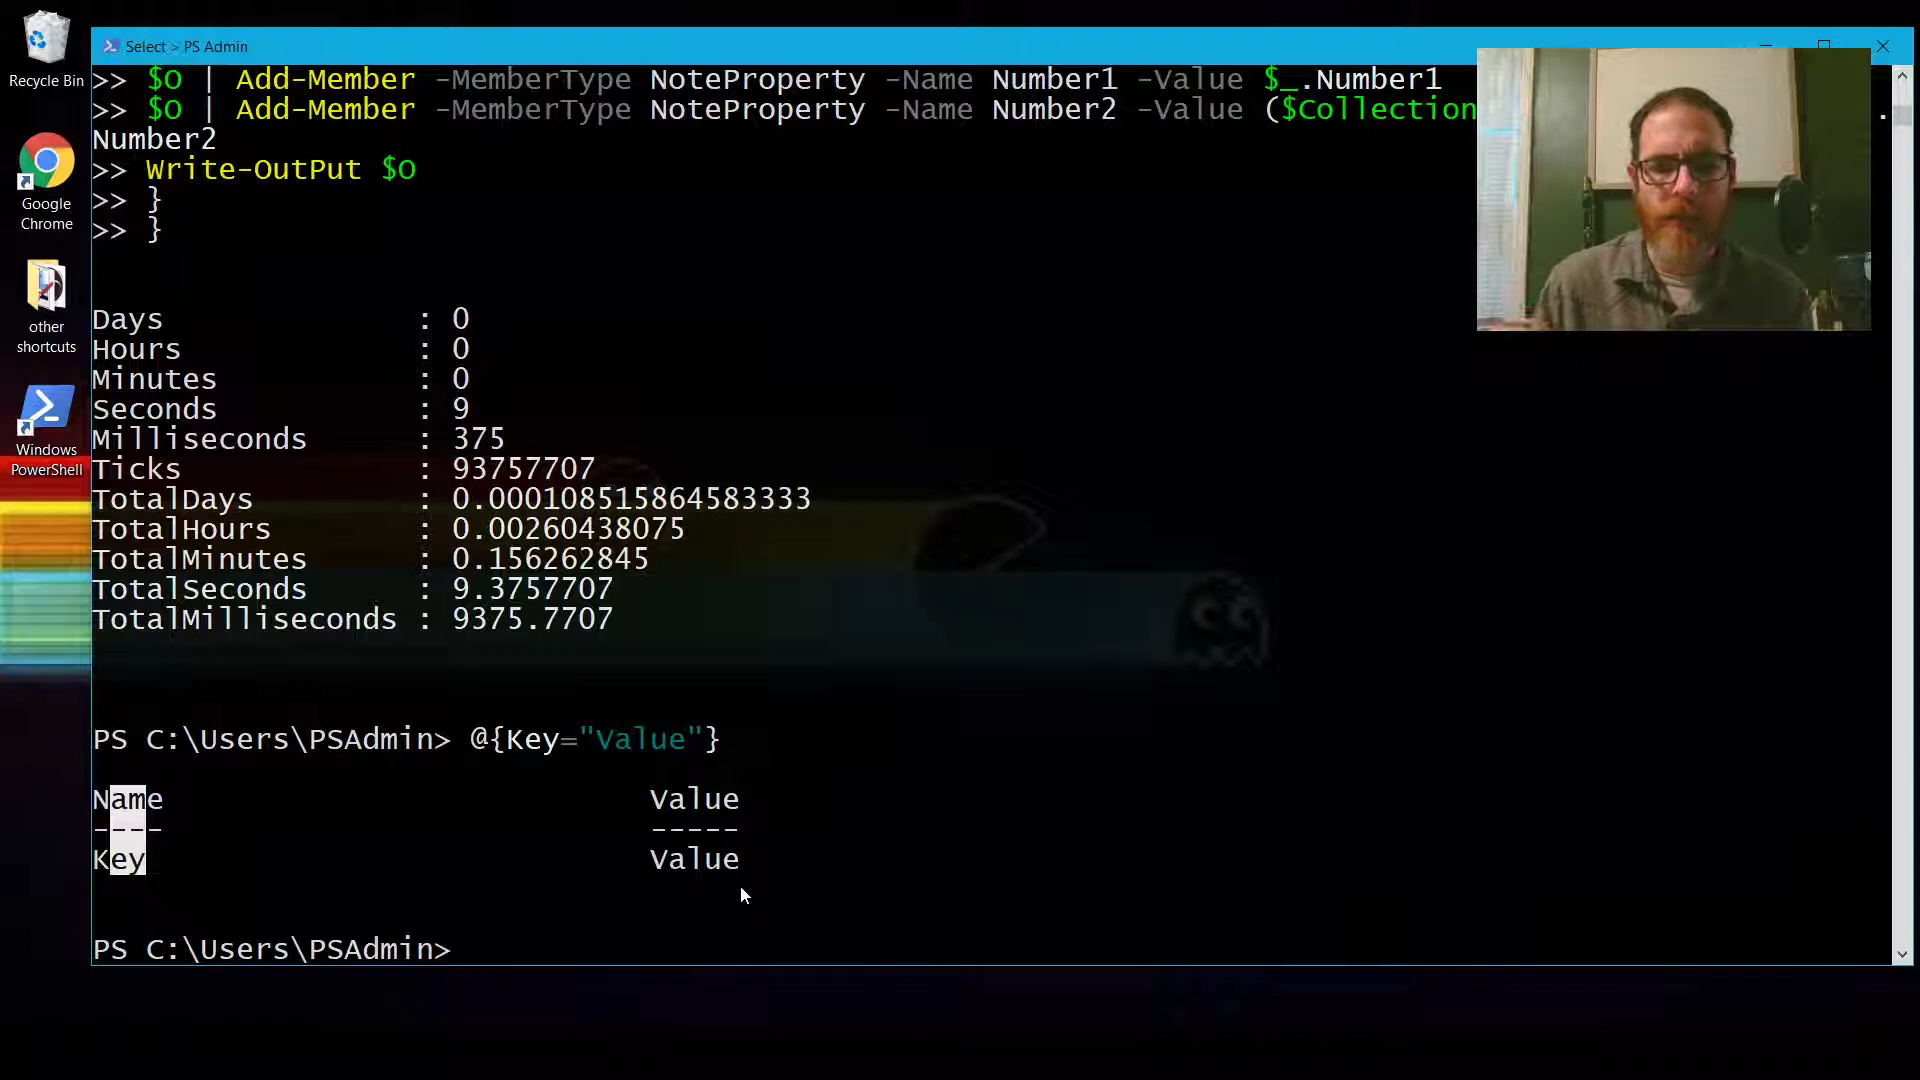 Recycle Bin
Google
Chrome
other
shortcuts
Windows
PowerShell
Select > PS Admin
>> $O | Add-Member -MemberType NoteProperty -Name Number1 -Value $_.Number1
>> $O | Add-Member -MemberType NoteProperty -Name Number2 -Value ($Collection .
Number2
>> Write-OutPut $O
>> }
>> }
Days : 0
Hours : 0
Minutes : 0
Seconds : 9
Milliseconds : 375
Ticks : 93757707
TotalDays : 0.000108515864583333
TotalHours : 0.00260438075
TotalMinutes : 0.156262845
TotalSeconds : 9.3757707
TotalMilliseconds : 9375.7707
PS C:\Users\PSAdmin> @{Key="Value"}
Name Value
---- -----
Key Value
PS C:\Users\PSAdmin>